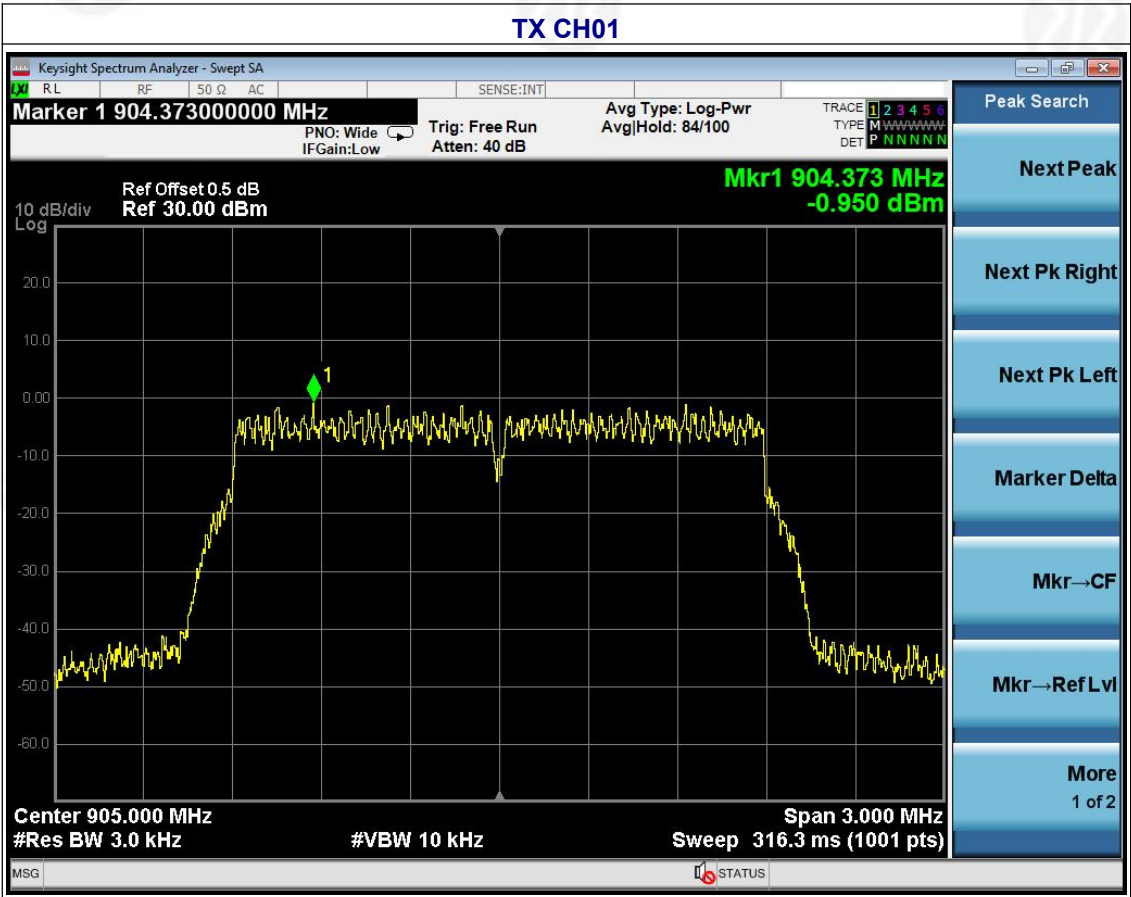 TX CH01
Keysight Spectrum Analyzer - Swept SA
LXI RL RF 50 Ω AC SENSE:INT
Marker 1 904.373000000 MHz
PNO: Wide
IFGain:Low
Trig: Free Run
Atten: 40 dB
Avg Type: Log-Pwr
Avg|Hold: 84/100
TRACE 1 2 3 4 5 6
TYPE M WWWWW
DET P N N N N N
Peak Search
Next Peak
Next Pk Right
Next Pk Left
Marker Delta
Mkr→CF
Mkr→Ref Lvl
More
1 of 2
Mkr1 904.373 MHz
-0.950 dBm
Ref Offset 0.5 dB
10 dB/div Ref 30.00 dBm
Log
20.0
10.0
0.00
-10.0
-20.0
-30.0
-40.0
-50.0
-60.0
1
Center 905.000 MHz Span 3.000 MHz
#Res BW 3.0 kHz #VBW 10 kHz Sweep 316.3 ms (1001 pts)
MSG STATUS